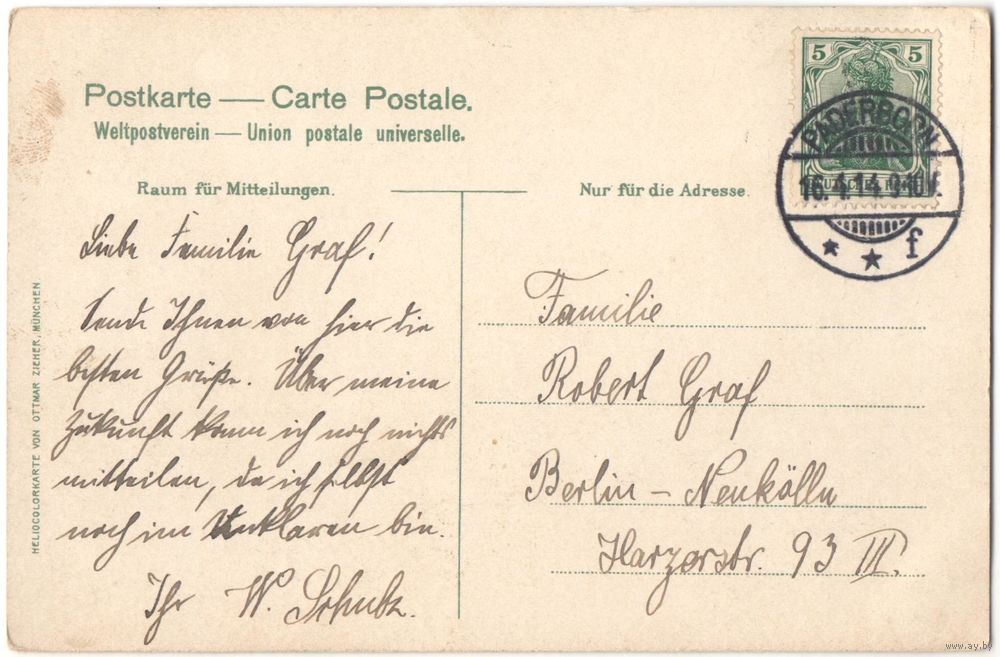 Postkarte — Carte Postale.
Weltpostverein — Union postale universelle.
Raum für Mitteilungen.
Nur für die Adresse.
5 5
PADERBORN
16.4.14
* * f
HELIOCOLORKARTE VON OTTMAR ZIEHER, MÜNCHEN
Liebe Familie Graf!
Sende Ihnen von hier die
besten Grüße. Über meine
Zukunft kann ich noch nichts
mitteilen, da ich selbst
noch im Unklaren bin.
Ihr W.
Familie
Robert Graf
Berlin – Neukölln
Harzerstr. 93 III.
www.ay.by